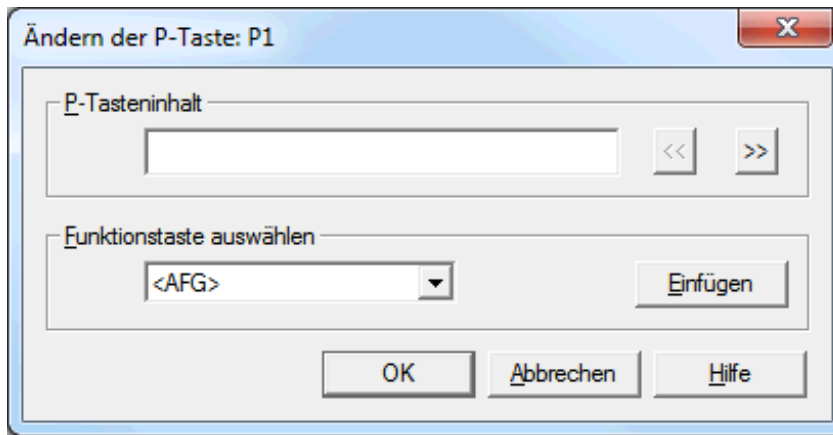 Ändern der P-Taste: P1
P-Tasteninhalt
<< >>
Funktionstaste auswählen
<AFG> Einfügen
OK Abbrechen Hilfe